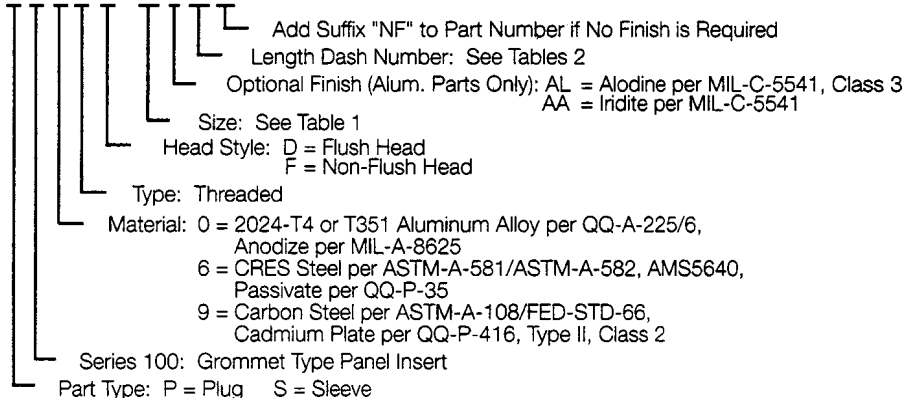 Add Suffix "NF" to Part Number if No Finish is Required
Length Dash Number: See Tables 2
Optional Finish (Alum. Parts Only): AL = Alodine per MIL-C-5541, Class 3
AA = Iridite per MIL-C-5541
Size: See Table 1
Head Style: D = Flush Head
F = Non-Flush Head
Type: Threaded
Material: 0 = 2024-T4 or T351 Aluminum Alloy per QQ-A-225/6,
Anodize per MIL-A-8625
6 = CRES Steel per ASTM-A-581/ASTM-A-582, AMS5640,
Passivate per QQ-P-35
9 = Carbon Steel per ASTM-A-108/FED-STD-66,
Cadmium Plate per QQ-P-416, Type II, Class 2
Series 100: Grommet Type Panel Insert
Part Type: P = Plug S = Sleeve